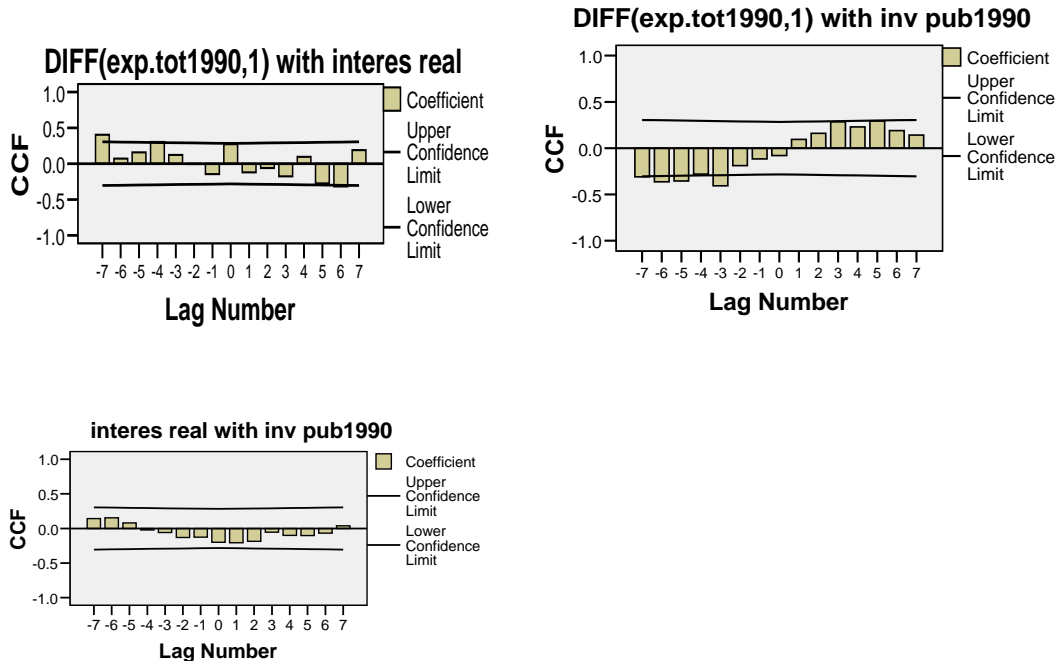 DIFF(exp.tot1990,1) with interes real
1.0
0.5
0.0
-0.5
-1.0
CCF
-7 -6 -5 -4 -3 -2 -1 0 1 2 3 4 5 6 7
Lag Number
Coefficient
Upper
Confidence
Limit
Lower
Confidence
Limit
DIFF(exp.tot1990,1) with inv pub1990
1.0
0.5
0.0
-0.5
-1.0
CCF
-7 -6 -5 -4 -3 -2 -1 0 1 2 3 4 5 6 7
Lag Number
Coefficient
Upper
Confidence
Limit
Lower
Confidence
Limit
interes real with inv pub1990
1.0
0.5
0.0
-0.5
-1.0
CCF
-7 -6 -5 -4 -3 -2 -1 0 1 2 3 4 5 6 7
Lag Number
Coefficient
Upper
Confidence
Limit
Lower
Confidence
Limit